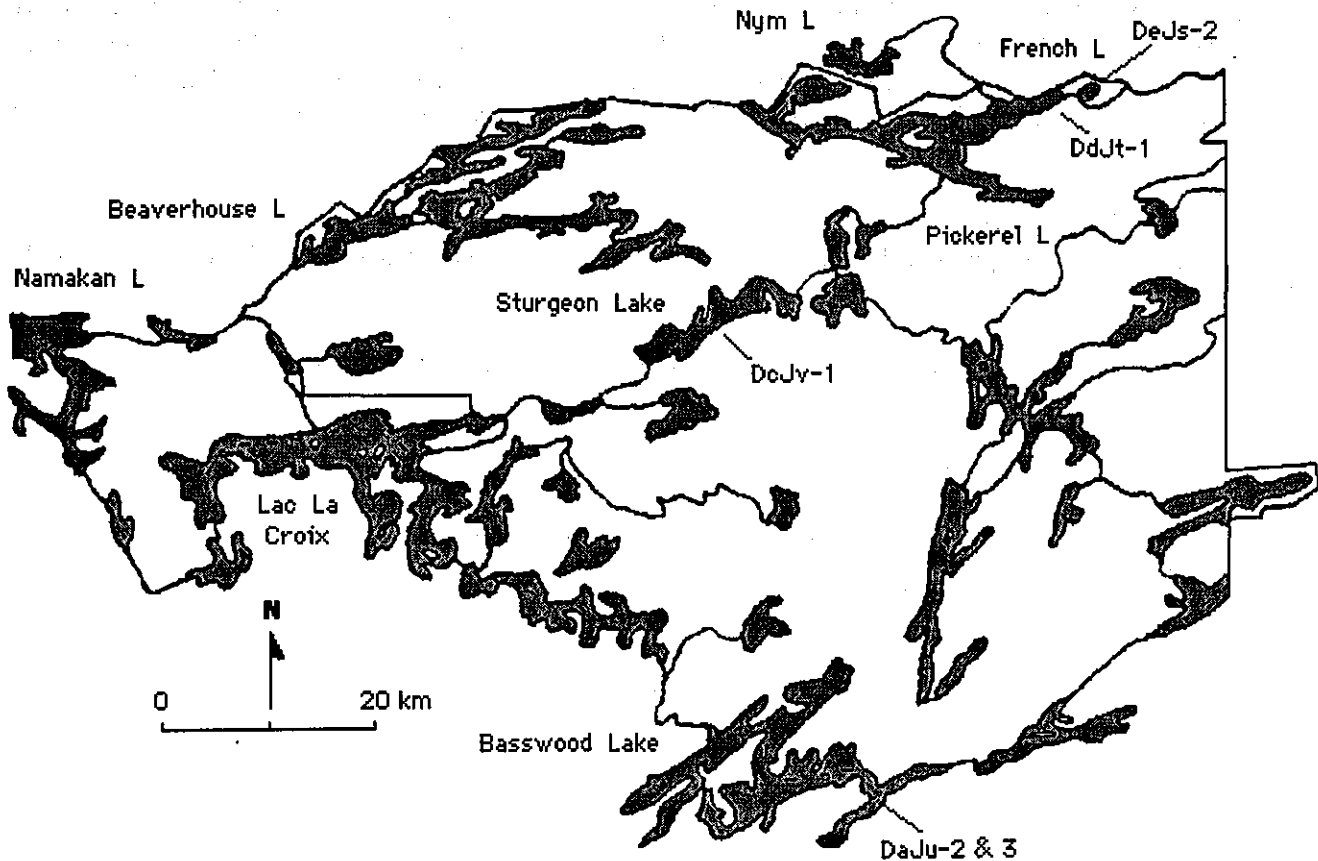 Nym L
DeJs-2
French L
DdJt-1
Beaverhouse L
Pickerel L
Namakan L
Sturgeon Lake
DcJv-1
Lac La
Croix
N
0 20 km
Basswood Lake
DaJu-2 & 3